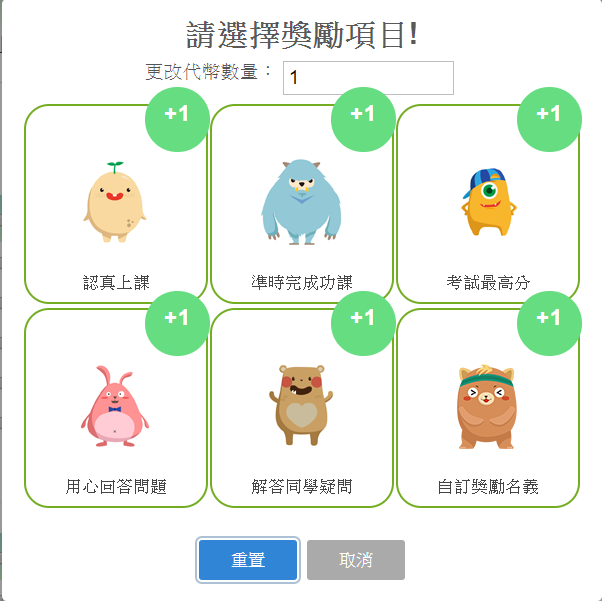 請選擇獎勵項目!
更改代幣數量： 1
+1 +1 +1
認真上課 準時完成功課 考試最高分
+1 +1 +1
用心回答問題 解答同學疑問 自訂獎勵名義
重置 取消